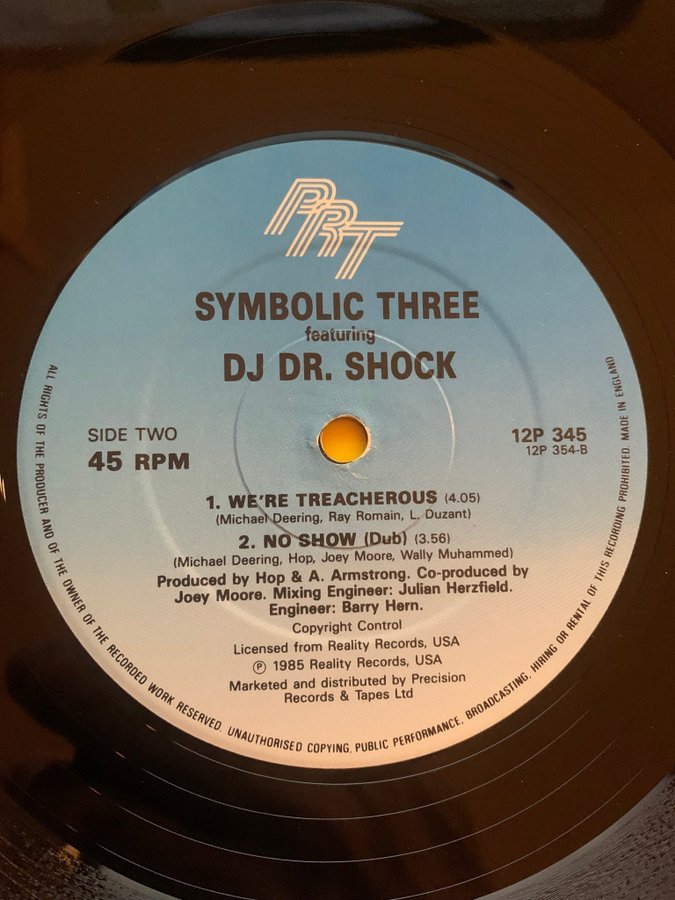 PRT
SYMBOLIC THREE
featuring
DJ DR. SHOCK
SIDE TWO
45 RPM
12P 345
12P 354-B
1. WE'RE TREACHEROUS (4.05)
(Michael Deering, Ray Romain, L. Duzant)
2. NO SHOW (Dub) (3.56)
(Michael Deering, Hop, Joey Moore, Wally Muhammed)
Produced by Hop & A. Armstrong. Co-produced by
Joey Moore. Mixing Engineer: Julian Herzfield.
Engineer: Barry Hern.
Copyright Control
Licensed from Reality Records, USA
℗ 1985 Reality Records, USA
Marketed and distributed by Precision
Records & Tapes Ltd
ALL RIGHTS OF THE PRODUCER AND OF THE OWNER OF THE RECORDED WORK RESERVED. UNAUTHORISED COPYING, PUBLIC PERFORMANCE, BROADCASTING, HIRING OR RENTAL OF THIS RECORDING PROHIBITED. MADE IN ENGLAND